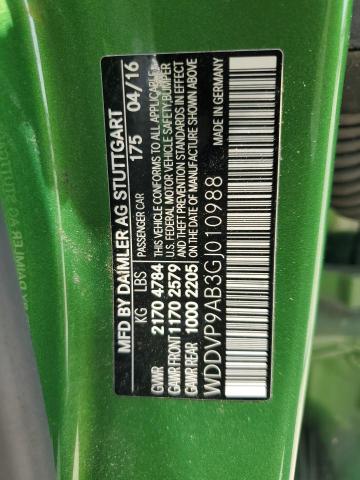 MFD BY DAIMLER AG STUTTGART
KG LBS PASSENGER CAR 175 04/16
GVWR 2170 4784 THIS VEHICLE CONFORMS TO ALL APPLICABLE
GAWR FRONT 1170 2579 U.S. FEDERAL MOTOR VEHICLE SAFETY, BUMPER
GAWR REAR 1000 2205 AND THEFT PREVENTION STANDARDS IN EFFECT
ON THE DATE OF MANUFACTURE SHOWN ABOVE.
WDDVP9AB3GJ010988 MADE IN GERMANY